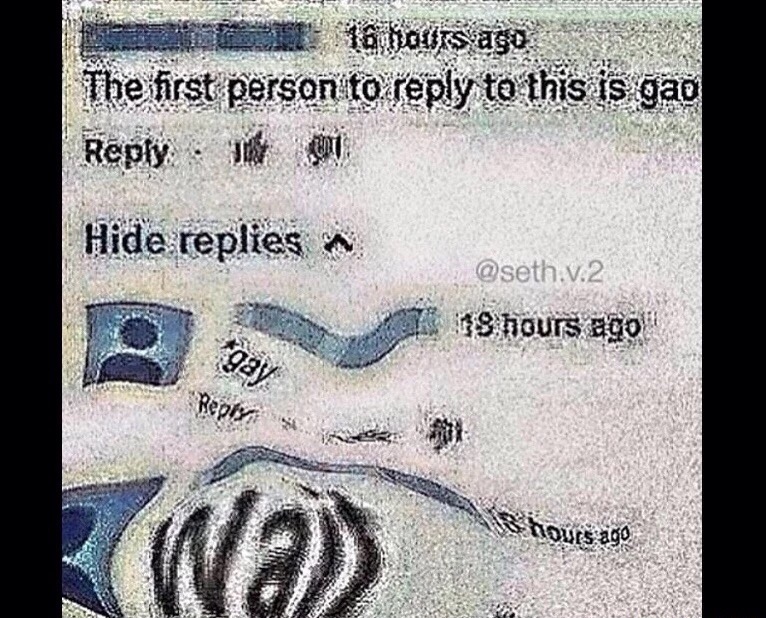 16 hours ago
The first person to reply to this is gao
Reply
Hide replies
@seth.v.2
18 hours ago
*gay
Reply
hours ago
Wait